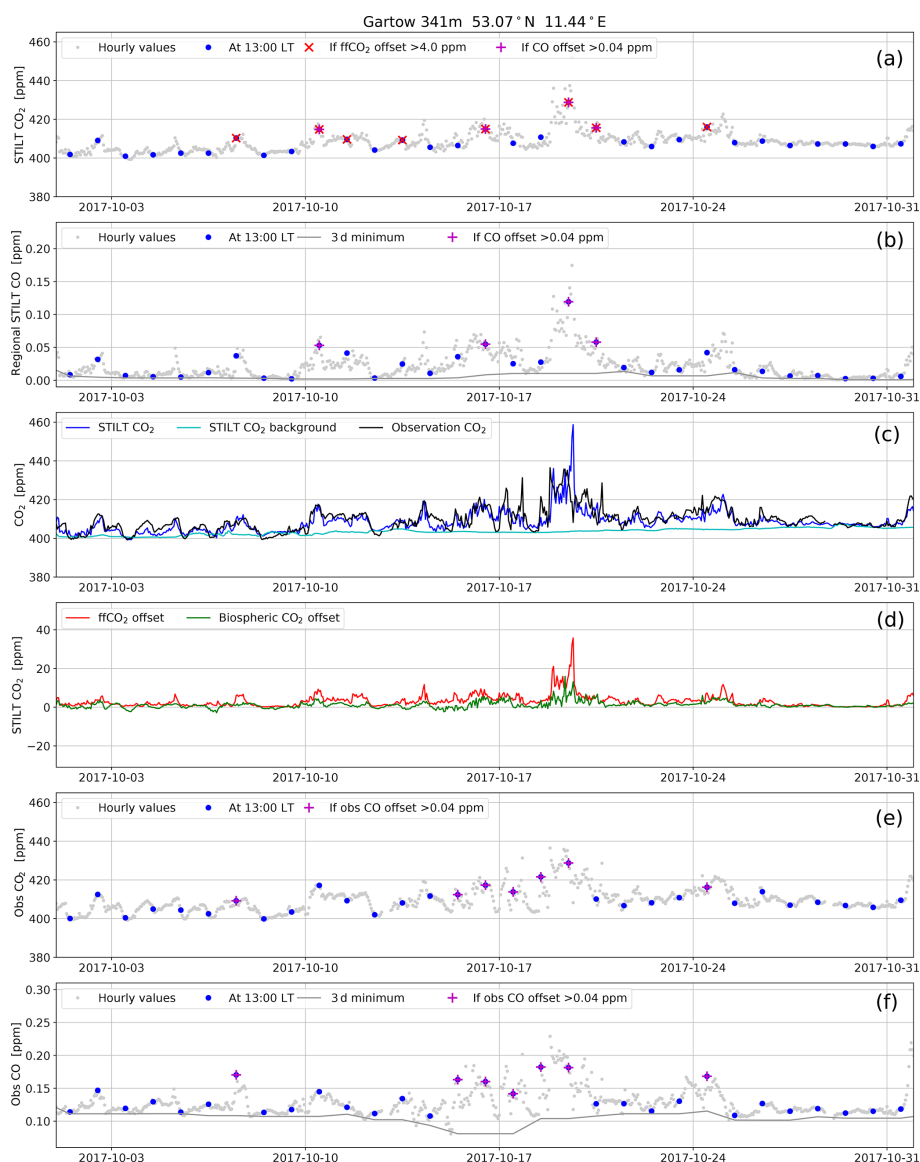 Gartow 341m 53.07°N 11.44°E
Hourly values At 13:00 LT If ffCO₂ offset >4.0 ppm If CO offset >0.04 ppm
(a)
STILT CO₂ [ppm]
460
440
420
400
380
2017-10-03 2017-10-10 2017-10-17 2017-10-24 2017-10-31
Hourly values At 13:00 LT 3 d minimum If CO offset >0.04 ppm
(b)
Regional STILT CO [ppm]
0.20
0.15
0.10
0.05
0.00
2017-10-03 2017-10-10 2017-10-17 2017-10-24 2017-10-31
STILT CO₂ STILT CO₂ background Observation CO₂
(c)
CO₂ [ppm]
460
440
420
400
380
2017-10-03 2017-10-10 2017-10-17 2017-10-24 2017-10-31
ffCO₂ offset Biospheric CO₂ offset
(d)
STILT CO₂ [ppm]
40
20
0
−20
2017-10-03 2017-10-10 2017-10-17 2017-10-24 2017-10-31
Hourly values At 13:00 LT If obs CO offset >0.04 ppm
(e)
Obs CO₂ [ppm]
460
440
420
400
380
2017-10-03 2017-10-10 2017-10-17 2017-10-24 2017-10-31
Hourly values At 13:00 LT 3 d minimum If obs CO offset >0.04 ppm
(f)
Obs CO [ppm]
0.30
0.25
0.20
0.15
0.10
2017-10-03 2017-10-10 2017-10-17 2017-10-24 2017-10-31